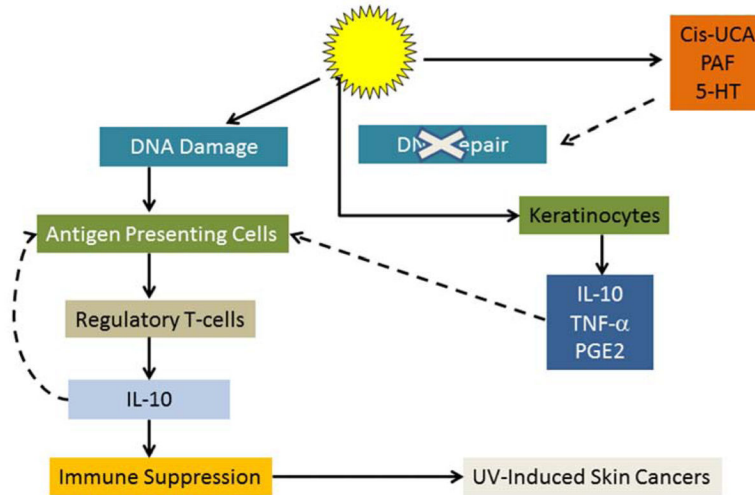 Cis-UCA
PAF
5-HT
DNA Damage
Repair
Antigen Presenting Cells
Keratinocytes
Regulatory T-cells
IL-10
TNF-α
PGE2
IL-10
Immune Suppression
UV-Induced Skin Cancers